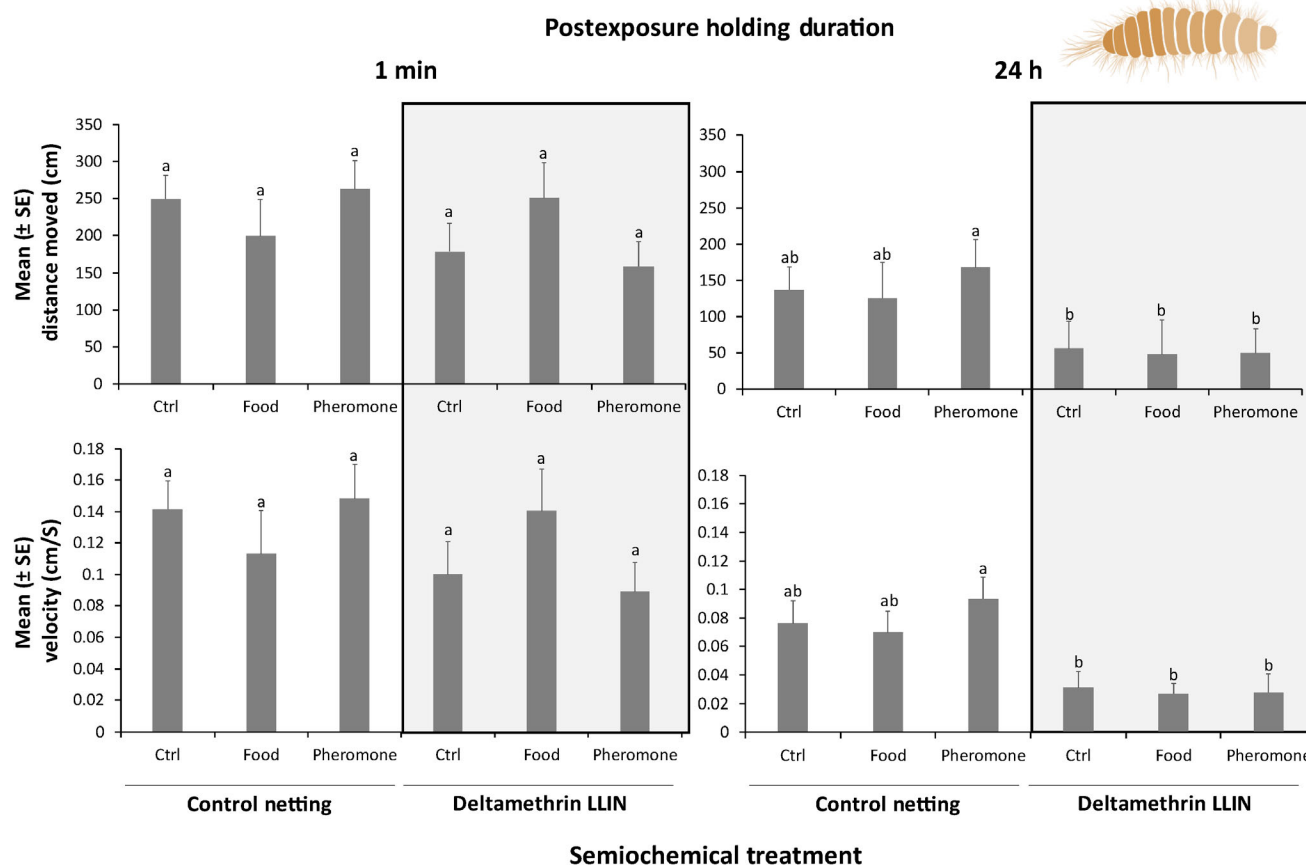 Postexposure holding duration
1 min
24 h
Mean (± SE)
distance moved (cm)
350
300
250
200
150
100
50
0
a
a
a
a
a
a
Ctrl
Food
Pheromone
Ctrl
Food
Pheromone
350
300
250
200
150
100
50
0
ab
ab
a
b
b
b
Ctrl
Food
Pheromone
Ctrl
Food
Pheromone
Mean (± SE)
velocity (cm/S)
0.18
0.16
0.14
0.12
0.1
0.08
0.06
0.04
0.02
0
a
a
a
a
a
a
Ctrl
Food
Pheromone
Ctrl
Food
Pheromone
0.18
0.16
0.14
0.12
0.1
0.08
0.06
0.04
0.02
0
ab
ab
a
b
b
b
Ctrl
Food
Pheromone
Ctrl
Food
Pheromone
Control netting
Deltamethrin LLIN
Control netting
Deltamethrin LLIN
Semiochemical treatment